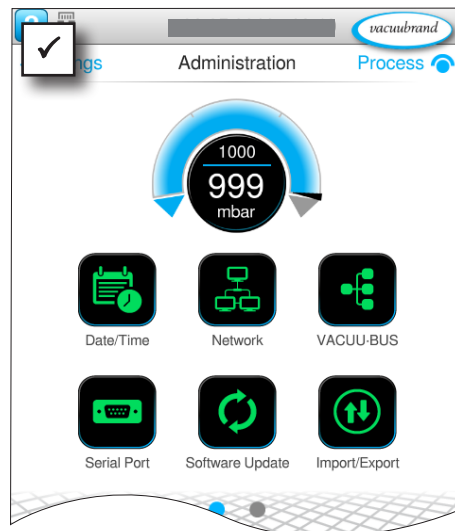 vacuubrand
ngs Administration Process
1000
999
mbar
Date/Time Network VACUU·BUS
Serial Port Software Update Import/Export